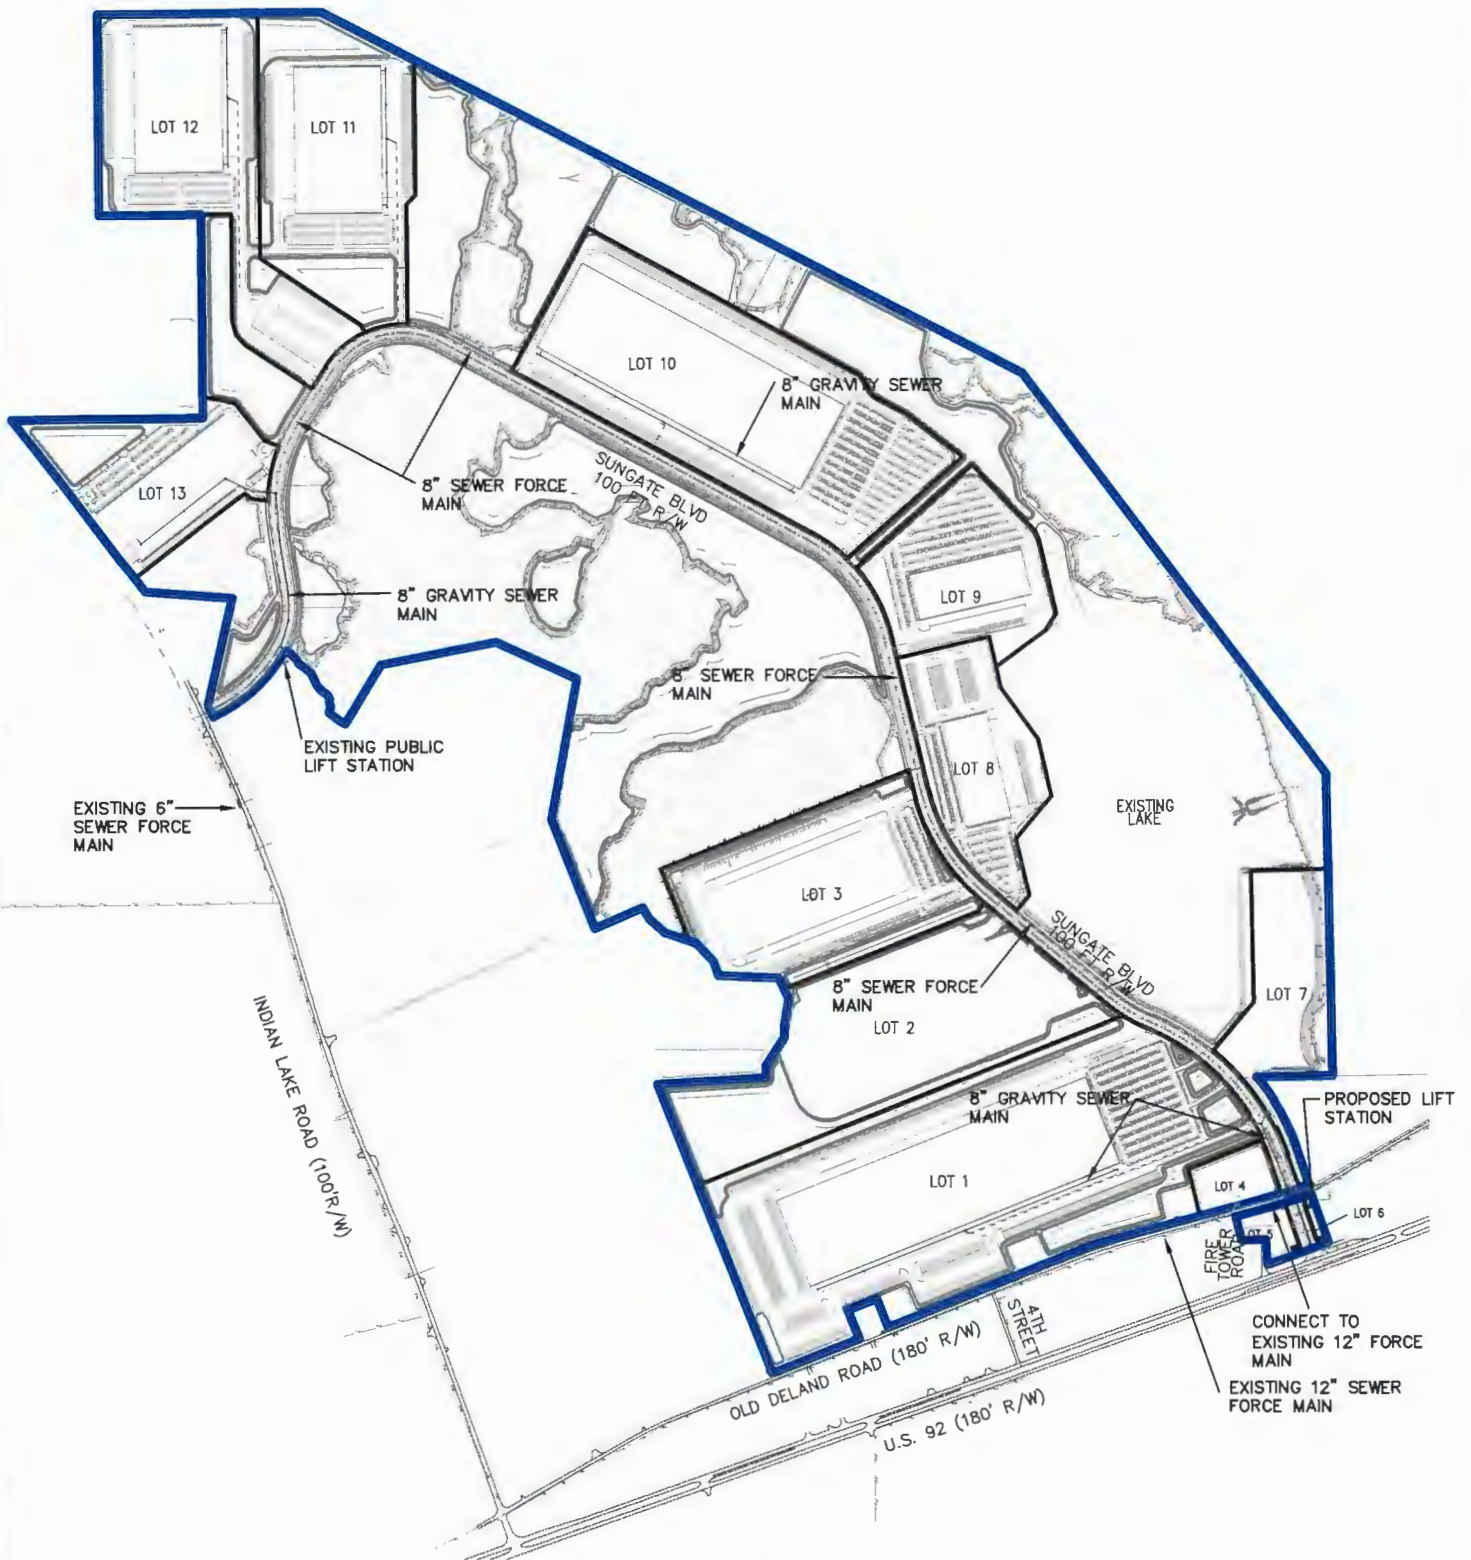 LOT 12
LOT 11
LOT 10
8" GRAVITY SEWER
MAIN
8" SEWER FORCE
MAIN
SUNGATE BLVD
100 FT R/W
LOT 13
LOT 9
8" GRAVITY SEWER
MAIN
8" SEWER FORCE
MAIN
EXISTING PUBLIC
LIFT STATION
LOT 8
EXISTING 6"
SEWER FORCE
MAIN
EXISTING
LAKE
LOT 3
SUNGATE BLVD
100 FT R/W
8" SEWER FORCE
MAIN
LOT 7
LOT 2
INDIAN LAKE ROAD (100'R/W)
8" GRAVITY SEWER
MAIN
PROPOSED LIFT
STATION
LOT 1
LOT 4
LOT 6
LOT 5
FIRE
TOWER
ROAD
4TH
STREET
CONNECT TO
EXISTING 12" FORCE
MAIN
OLD DELAND ROAD (180' R/W)
EXISTING 12" SEWER
FORCE MAIN
U.S. 92 (180' R/W)